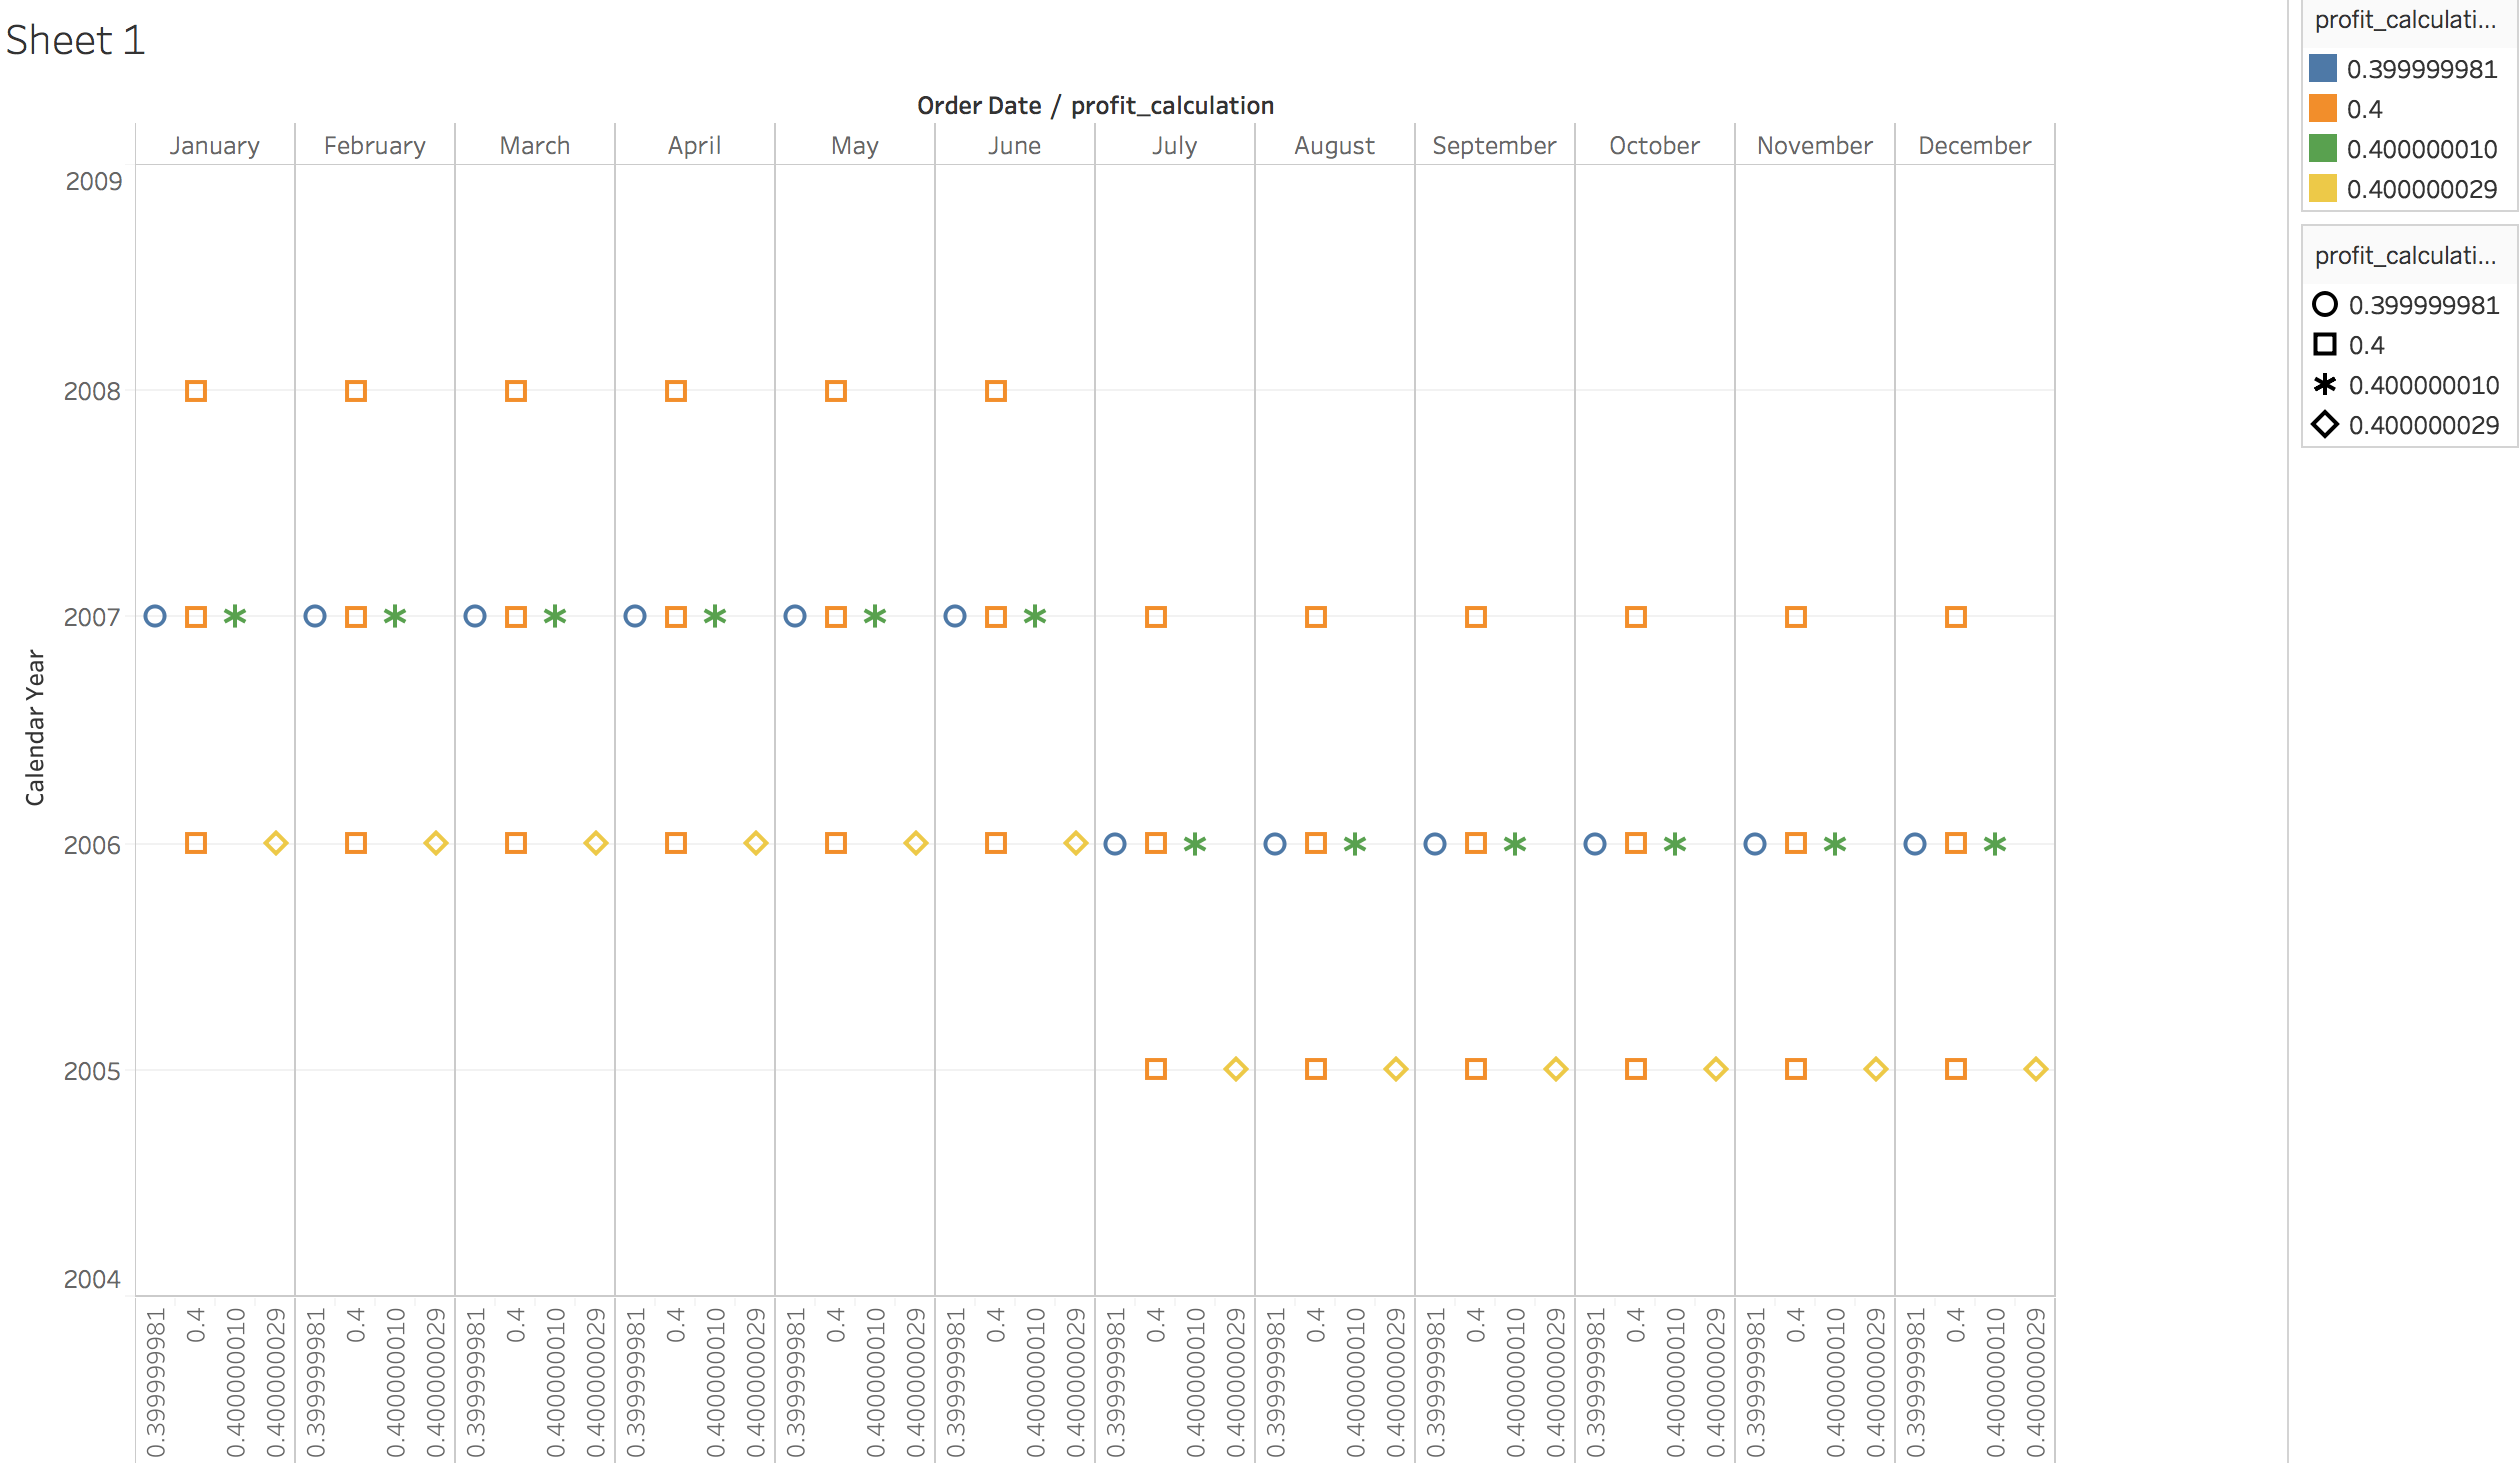 Sheet 1
Order Date / profit_calculation
January February March April May June July August September October November December
2009
2008
2007
2006
2005
2004
Calendar Year
0.399999981 0.4 0.400000010 0.400000029 0.399999981 0.4 0.400000010 0.400000029 0.399999981 0.4 0.400000010 0.400000029 0.399999981 0.4 0.400000010 0.400000029 0.399999981 0.4 0.400000010 0.400000029 0.399999981 0.4 0.400000010 0.400000029 0.399999981 0.4 0.400000010 0.400000029 0.399999981 0.4 0.400000010 0.400000029 0.399999981 0.4 0.400000010 0.400000029 0.399999981 0.4 0.400000010 0.400000029 0.399999981 0.4 0.400000010 0.400000029 0.399999981 0.4 0.400000010 0.400000029
profit_calculati...
0.399999981
0.4
0.400000010
0.400000029
profit_calculati...
0.399999981
0.4
0.400000010
0.400000029